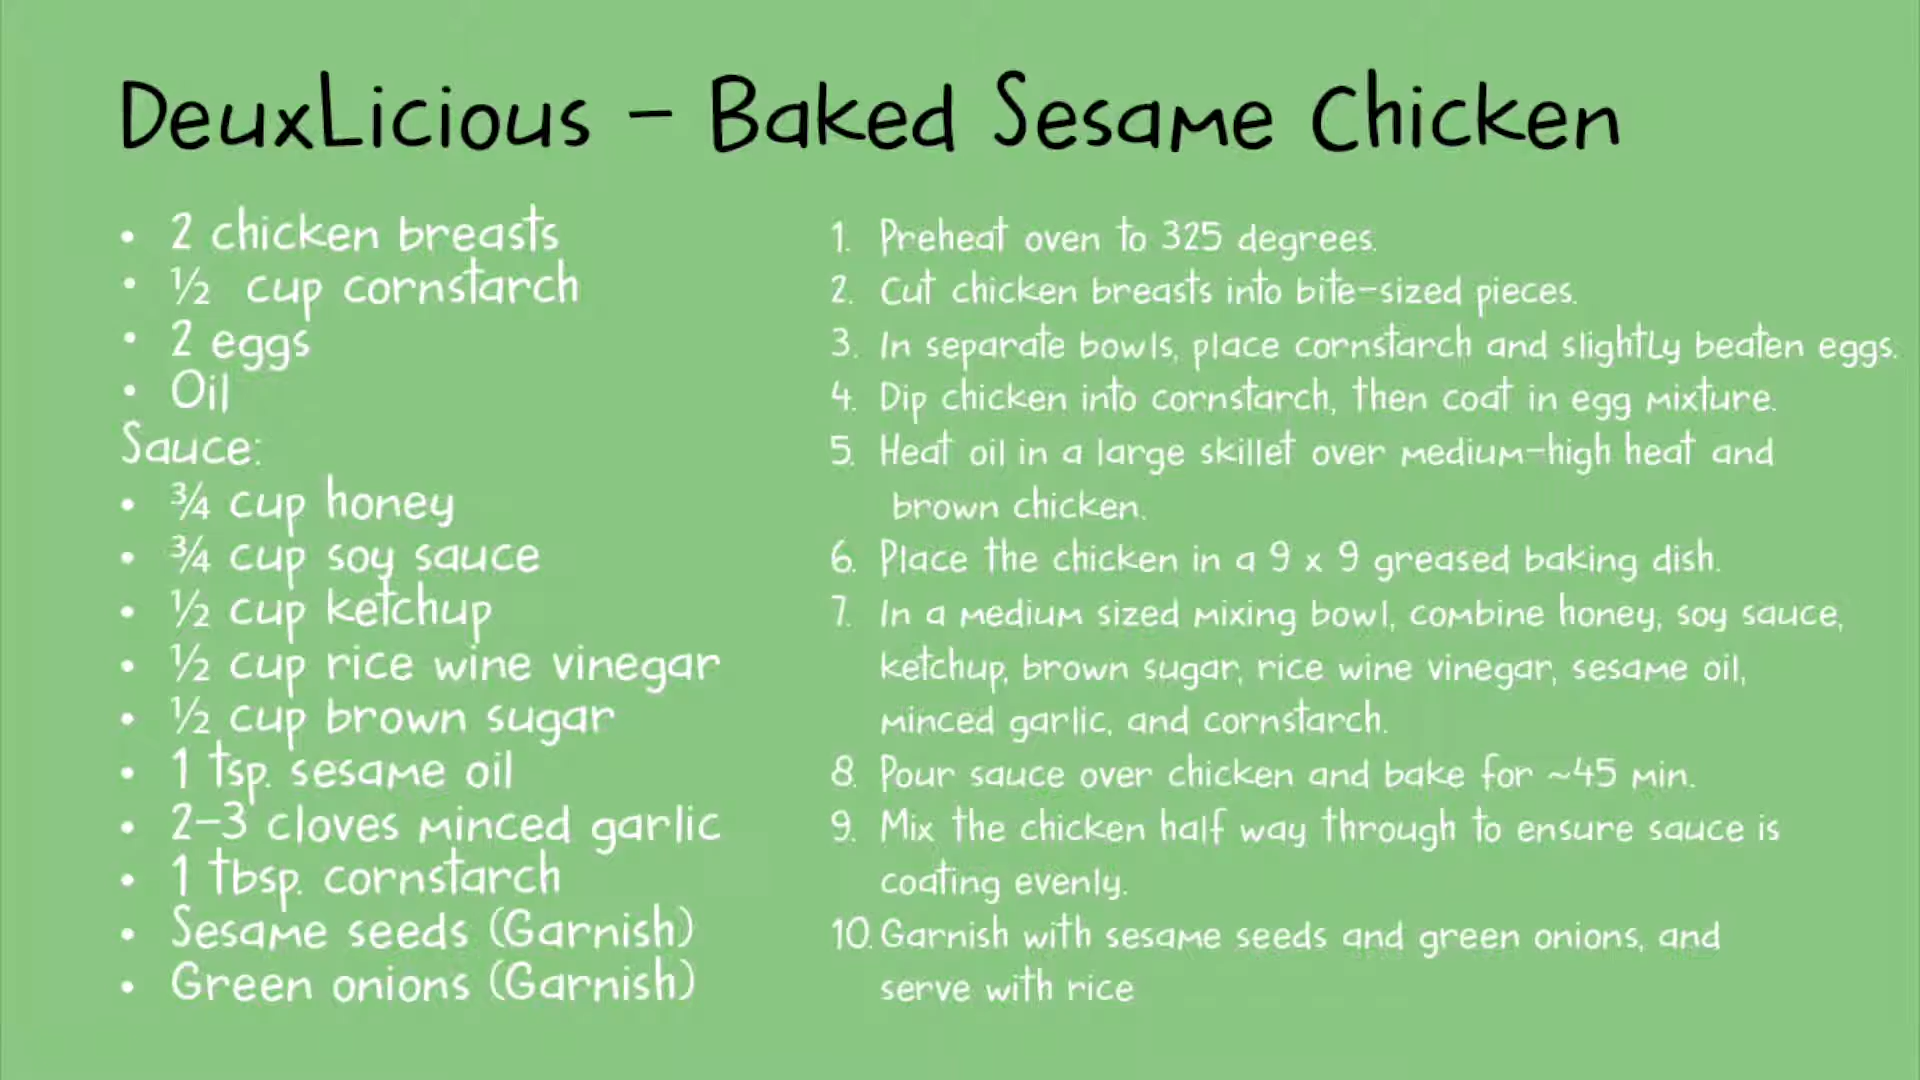 DeuxLicious - Baked Sesame Chicken
• 2 chicken breasts
• ½ cup cornstarch
• 2 eggs
• Oil
Sauce:
• ¾ cup honey
• ¾ cup soy sauce
• ½ cup ketchup
• ½ cup rice wine vinegar
• ½ cup brown sugar
• 1 tsp. sesame oil
• 2-3 cloves minced garlic
• 1 tbsp. cornstarch
• Sesame seeds (Garnish)
• Green onions (Garnish)
1. Preheat oven to 325 degrees.
2. Cut chicken breasts into bite-sized pieces.
3. In separate bowls, place cornstarch and slightly beaten eggs.
4. Dip chicken into cornstarch, then coat in egg mixture.
5. Heat oil in a large skillet over medium-high heat and
brown chicken.
6. Place the chicken in a 9 x 9 greased baking dish.
7. In a medium sized mixing bowl, combine honey, soy sauce,
ketchup, brown sugar, rice wine vinegar, sesame oil,
minced garlic, and cornstarch.
8. Pour sauce over chicken and bake for ~45 min.
9. Mix the chicken half way through to ensure sauce is
coating evenly.
10. Garnish with sesame seeds and green onions, and
serve with rice